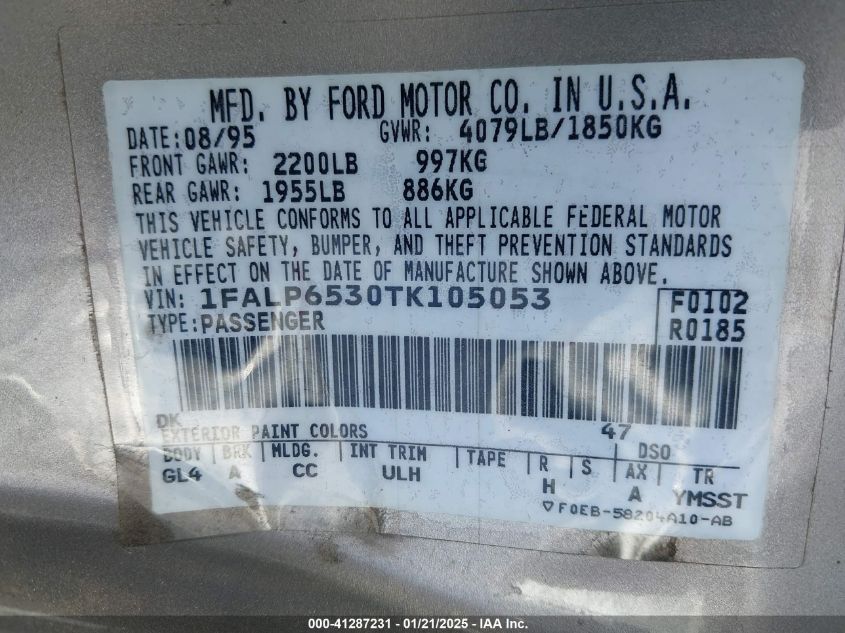 MFD. BY FORD MOTOR CO. IN U.S.A.
DATE: 08/95 GVWR: 4079LB/1850KG
FRONT GAWR: 2200LB 997KG
REAR GAWR: 1955LB 886KG
THIS VEHICLE CONFORMS TO ALL APPLICABLE FEDERAL MOTOR
VEHICLE SAFETY, BUMPER, AND THEFT PREVENTION STANDARDS
IN EFFECT ON THE DATE OF MANUFACTURE SHOWN ABOVE.
VIN: 1FALP6530TK105053 F0102
TYPE: PASSENGER R0185
DK
EXTERIOR PAINT COLORS 47 DSO
BODY BRK MLDG. INT TRIM TAPE R S AX TR
GL4 A CC ULH H A YMSST
F0EB-58204A10-AB
000-41287231 - 01/21/2025 - IAA Inc.